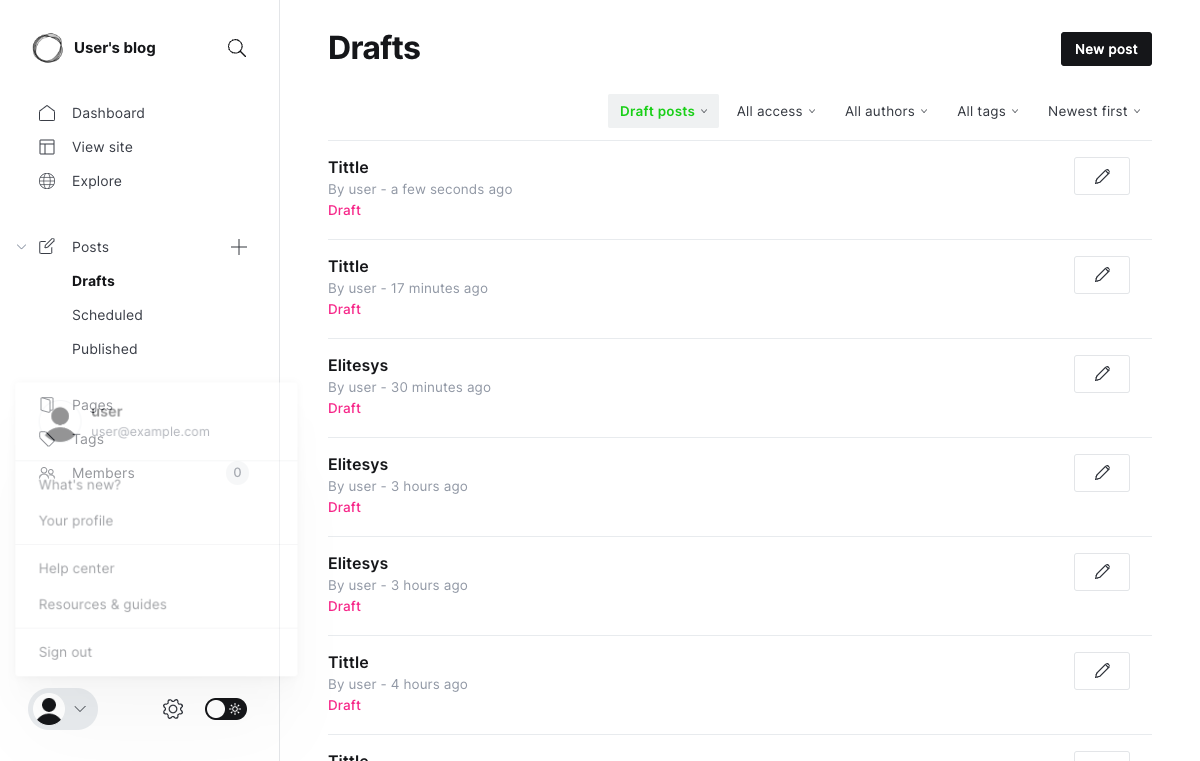 User's blog
Dashboard
View site
Explore
Posts
Drafts
Scheduled
Published
Pages
user
user@example.com
Tags
Members 0
What's new?
Your profile
Help center
Resources & guides
Sign out
Drafts
New post
Draft posts All access All authors All tags Newest first
Tittle
By user - a few seconds ago
Draft
Tittle
By user - 17 minutes ago
Draft
Elitesys
By user - 30 minutes ago
Draft
Elitesys
By user - 3 hours ago
Draft
Elitesys
By user - 3 hours ago
Draft
Tittle
By user - 4 hours ago
Draft
Tittle